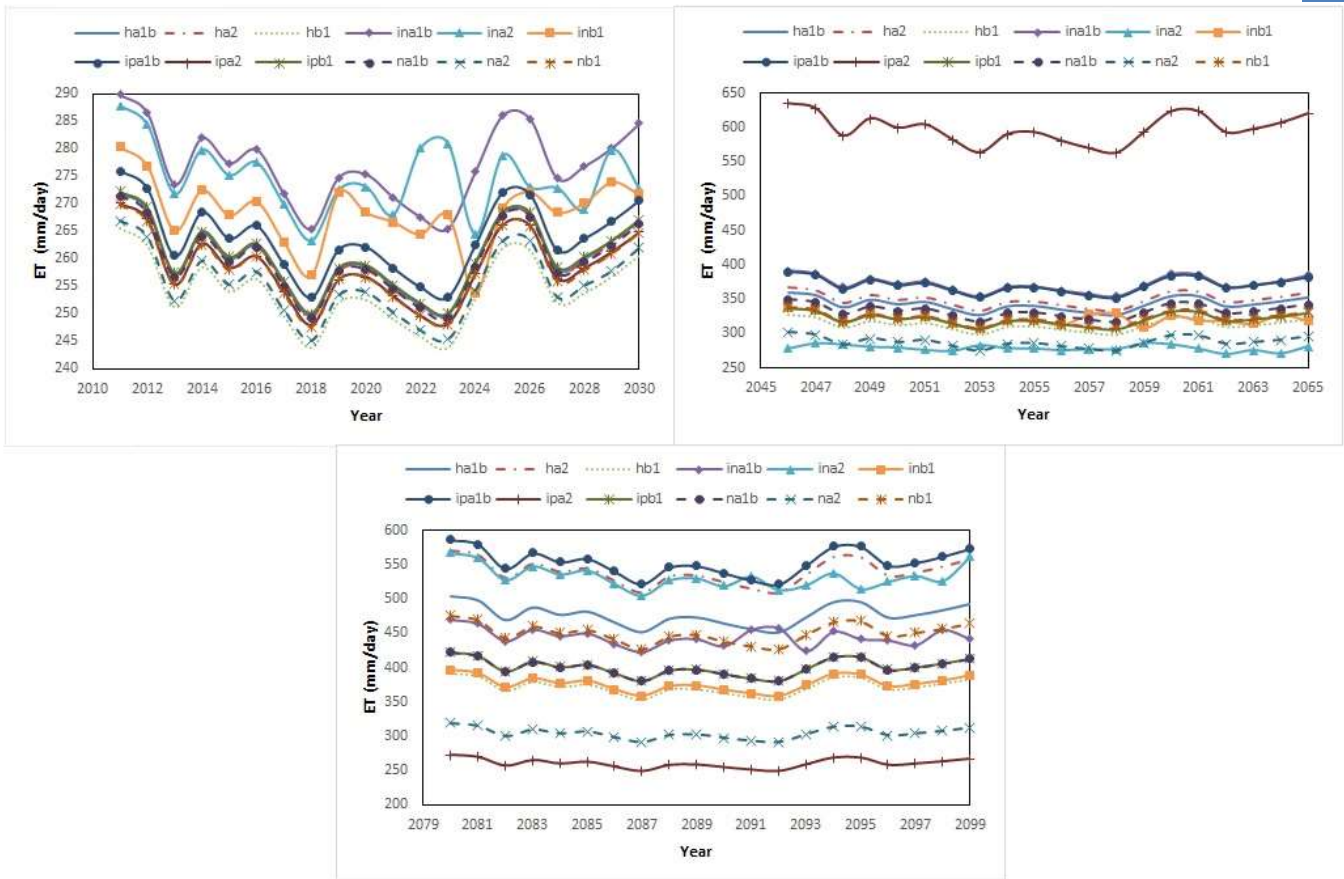 ha1b ha2 hb1 ina1b ina2 inb1
ipa1b ipa2 ipb1 na1b na2 nb1
290
285
280
275
270
265
260
255
250
245
240
ET (mm/day)
2010 2012 2014 2016 2018 2020 2022 2024 2026 2028 2030
Year
ha1b ha2 hb1 ina1b ina2 inb1
ipa1b ipa2 ipb1 na1b na2 nb1
650
600
550
500
450
400
350
300
250
ET (mm/day)
2045 2047 2049 2051 2053 2055 2057 2059 2061 2063 2065
Year
ha1b ha2 hb1 ina1b ina2 inb1
ipa1b ipa2 ipb1 na1b na2 nb1
600
550
500
450
400
350
300
250
200
ET (mm/day)
2079 2081 2083 2085 2087 2089 2091 2093 2095 2097 2099
Year